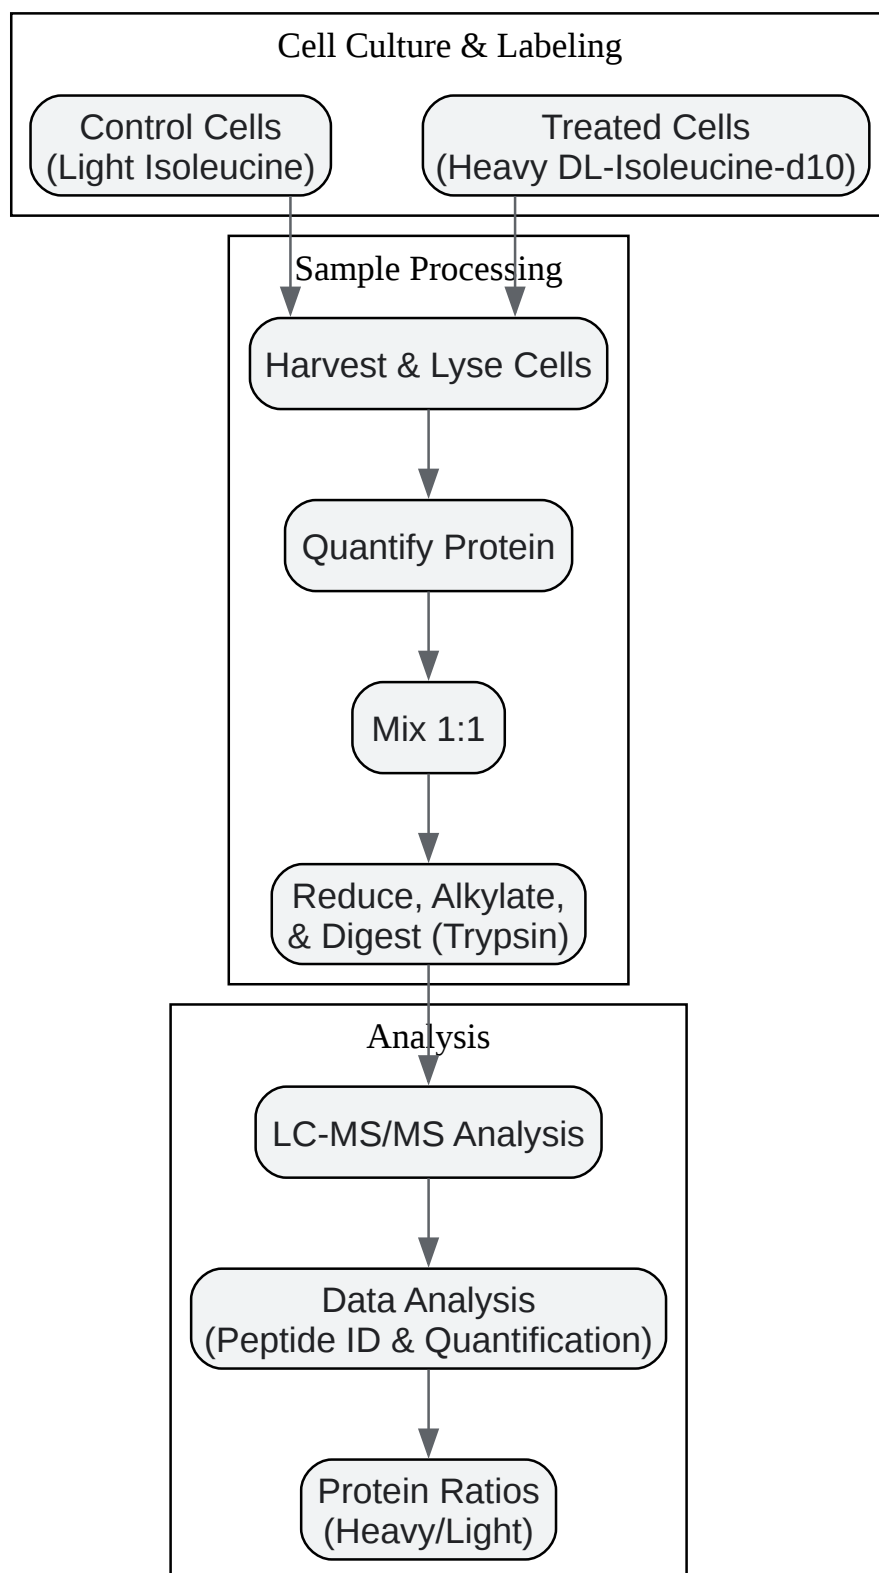 Cell Culture & Labeling
Control Cells
(Light Isoleucine)
Treated Cells
(Heavy DL-Isoleucine-d10)
Sample Processing
Harvest & Lyse Cells
Quantify Protein
Mix 1:1
Reduce, Alkylate,
& Digest (Trypsin)
Analysis
LC-MS/MS Analysis
Data Analysis
(Peptide ID & Quantification)
Protein Ratios
(Heavy/Light)